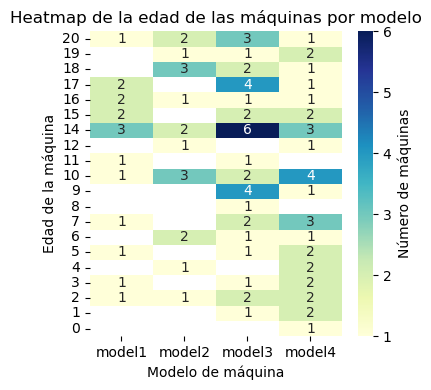 Heatmap de la edad de las máquinas por modelo
20 1 2 3 1
19 1 1 2
18 3 2 1
17 2 4 1
16 2 1 1 1
15 2 2 2
14 3 2 6 3
12 1 1
11 1 1
10 1 3 2 4
9 4 1
8 1
7 1 2 3
6 2 1 1
5 1 1 2
4 1 2
3 1 1 2
2 1 1 2 2
1 1 2
0 1
model1 model2 model3 model4
Modelo de máquina
Edad de la máquina
6
5
4
3
2
1
Número de máquinas